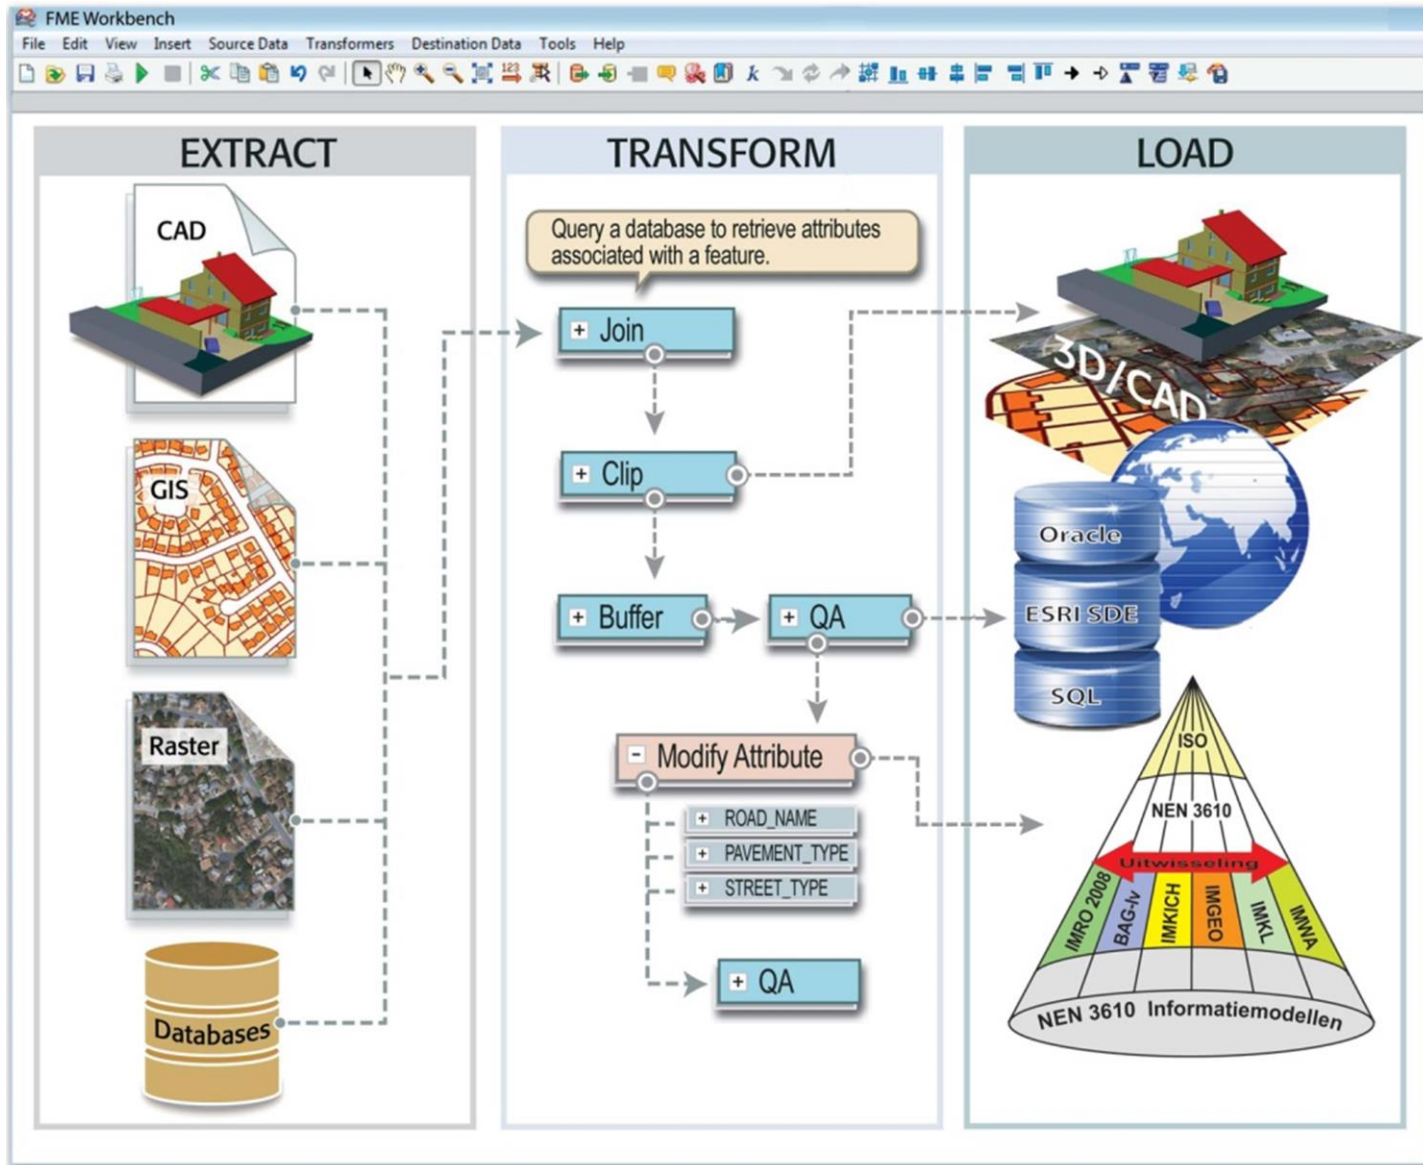 FME Workbench
File Edit View Insert Source Data Transformers Destination Data Tools Help
123
k
EXTRACT
CAD
GIS
Raster
Databases
TRANSFORM
Query a database to retrieve attributes
associated with a feature.
+ Join
+ Clip
+ Buffer
+ QA
- Modify Attribute
+ ROAD_NAME
+ PAVEMENT_TYPE
+ STREET_TYPE
+ QA
LOAD
3D/CAD
Oracle
ESRI SDE
SQL
ISO
NEN 3610
Uitwisseling
IMRO 2008
BAG-lv
IMKICH
IMGEO
IMKL
IMWA
NEN 3610 Informatiemodellen